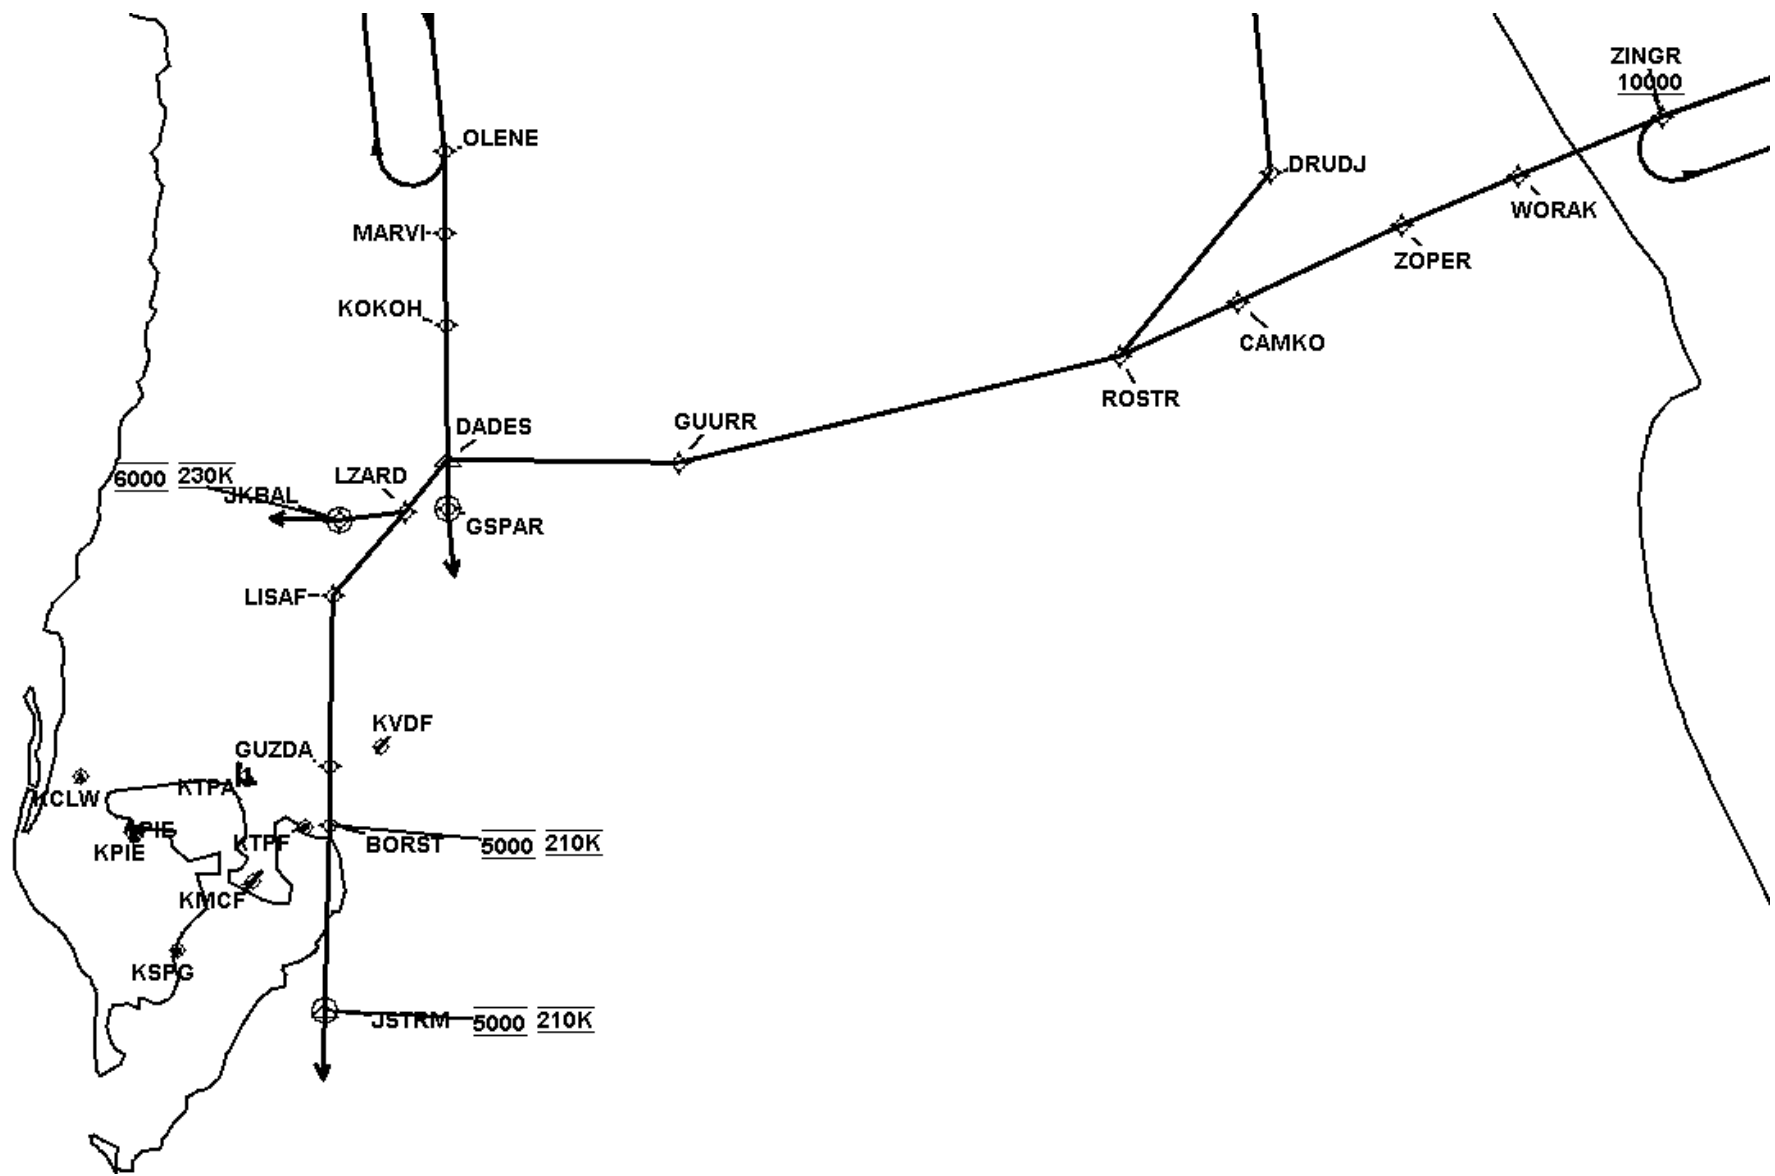 ZINGR
10000
OLENE
DRUDJ
WORAK
MARVI
ZOPER
KOKOH
CAMKO
ROSTR
DADES
GUURR
LZARD
6000 230K
JKBAL
GSPAR
LISAF
KVDF
GUZDA
KTPA
KCLW
KPIE
KTPF
BORST
5000 210K
KMCF
KSPG
JSTRM
5000 210K